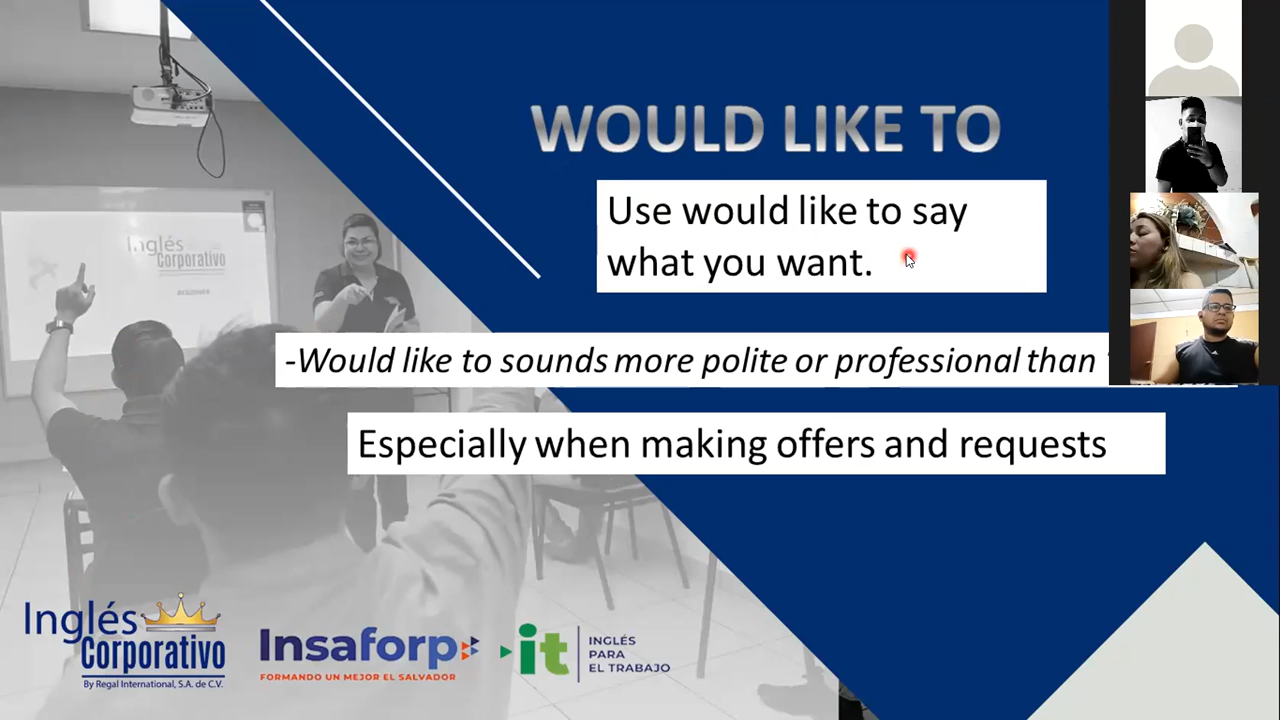 WOULD LIKE TO
Use would like to say
what you want.
-Would like to sounds more polite or professional than
Especially when making offers and requests
Inglés
Corporativo
Inglés
Corporativo
By Regal International, S.A. de C.V.
Insaforp
FORMANDO UN MEJOR EL SALVADOR
it
INGLÉS
PARA
EL TRABAJO